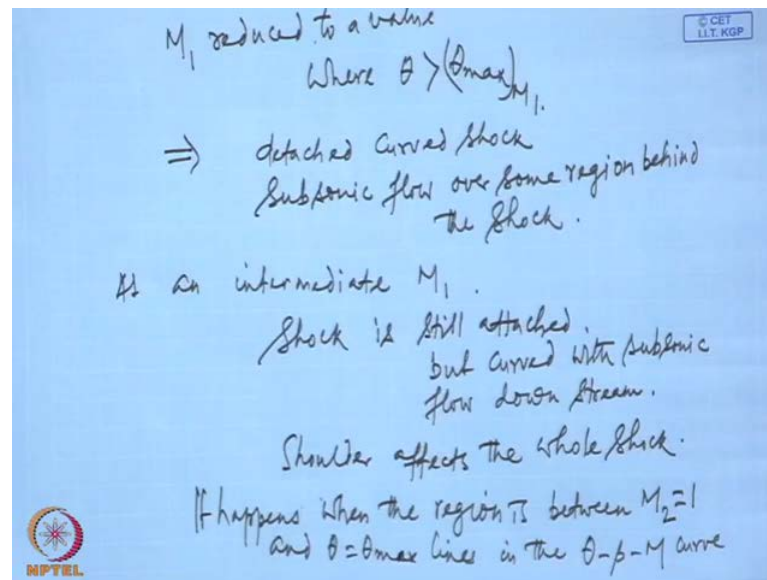 M₁ reduced to a value
© CET
I.I.T. KGP
where θ > (θmax)M₁.
⇒ detached curved shock
Subsonic flow over some region behind
the shock.
At an intermediate M₁.
Shock is still attached.
but curved with subsonic
flow down stream.
Shoulder affects the whole shock.
It happens when the region is between M₂=1
and θ=θmax lines in the θ-β-M curve
NPTEL